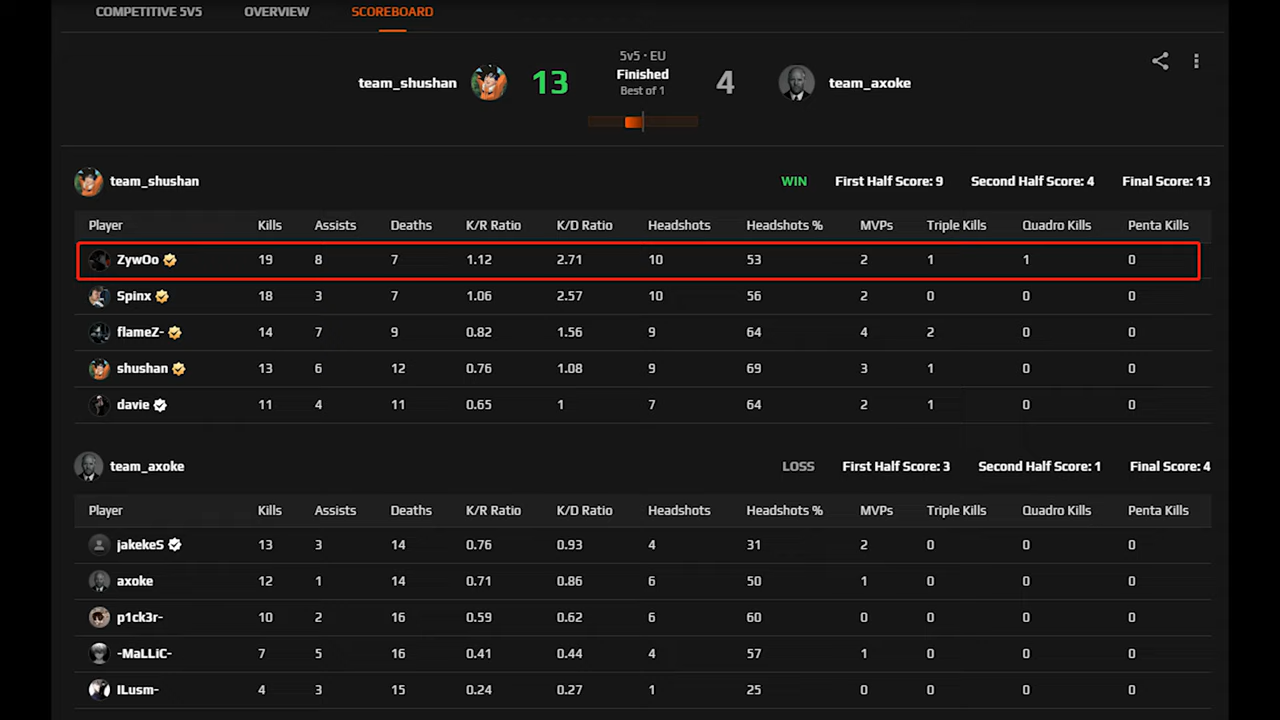 COMPETITIVE 5V5 OVERVIEW SCOREBOARD
5v5 · EU
team_shushan 13 Finished 4 team_axoke
Best of 1
team_shushan WIN First Half Score: 9 Second Half Score: 4 Final Score: 13
Player Kills Assists Deaths K/R Ratio K/D Ratio Headshots Headshots % MVPs Triple Kills Quadro Kills Penta Kills
ZywOo 19 8 7 1.12 2.71 10 53 2 1 1 0
Spinx 18 3 7 1.06 2.57 10 56 2 0 0 0
flameZ- 14 7 9 0.82 1.56 9 64 4 2 0 0
shushan 13 6 12 0.76 1.08 9 69 3 1 0 0
davie 11 4 11 0.65 1 7 64 2 1 0 0
team_axoke LOSS First Half Score: 3 Second Half Score: 1 Final Score: 4
Player Kills Assists Deaths K/R Ratio K/D Ratio Headshots Headshots % MVPs Triple Kills Quadro Kills Penta Kills
jakekeS 13 3 14 0.76 0.93 4 31 2 0 0 0
axoke 12 1 14 0.71 0.86 6 50 1 0 0 0
p1ck3r- 10 2 16 0.59 0.62 6 60 0 0 0 0
-MaLLiC- 7 5 16 0.41 0.44 4 57 1 0 0 0
ILusm- 4 3 15 0.24 0.27 1 25 0 0 0 0